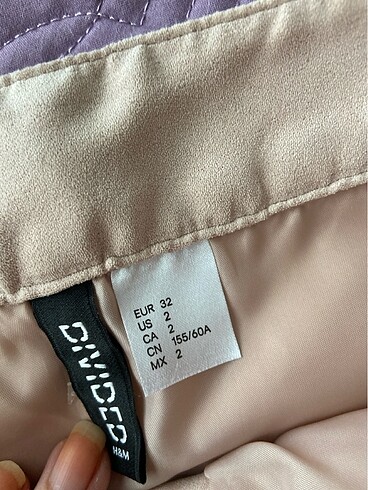 EUR 32
US 2
CA 2
CN 155/60A
MX 2
DIVIDED
H&M